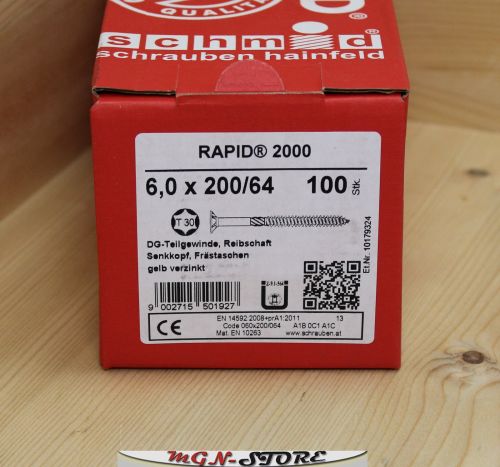 QUALITÄT
schmid
schrauben hainfeld
RAPID® 2000
6,0 x 200/64 100 Stk.
T 30
DG-Teilgewinde, Reibschaft
Senkkopf, Frästaschen
gelb verzinkt
Et.Nr.:10179324
9 002715 501927
CE
EN 14592:2008+prA1:2011 13
Code 060x200/064 A1B 0C1 A1C
Mat. EN 10263 www.schrauben.at
MGN-STORE